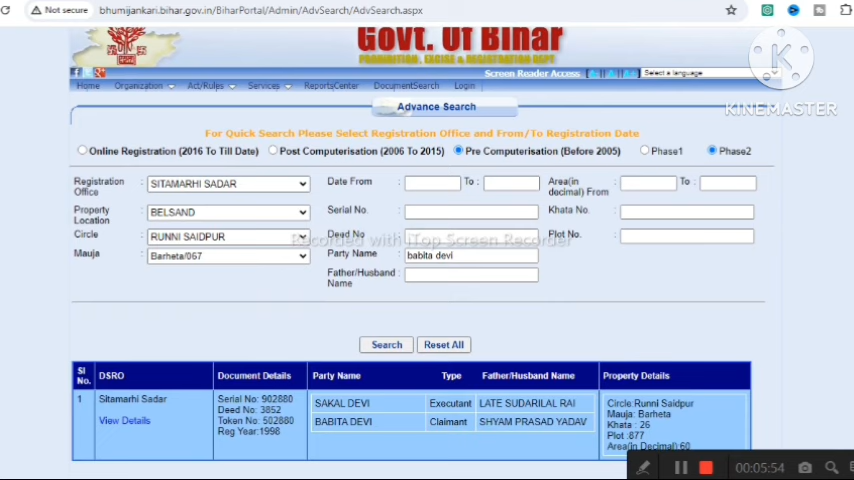 Not secure bhumijankari.bihar.gov.in/BiharPortal/Admin/AdvSearch/AdvSearch.aspx
Govt. Of Bihar
PROHIBITION, EXCISE & REGISTRATION DEPT
Screen Reader Access Select a language
Home Organization Act/Rules Services ReportsCenter DocumentSearch Login
KINEMASTER
Advance Search
For Quick Search Please Select Registration Office and From/To Registration Date
Online Registration (2016 To Till Date) Post Computerisation (2006 To 2015) Pre Computerisation (Before 2005) Phase1 Phase2
Registration Office : SITAMARHI SADAR Date From : To : Area(in decimal) From : To :
Property Location : BELSAND Serial No. : Khata No. :
Circle : RUNNI SAIDPUR Deed No : Plot No. :
Recorded with iTop Screen Recorder
Mauja : Barheta/067 Party Name : babita devi
Father/Husband Name :
Search Reset All
Sl No. DSRO Document Details Party Name Type Father/Husband Name Property Details
1 Sitamarhi Sadar
View Details
Serial No: 902880
Deed No: 3852
Token No: 502880
Reg Year:1998
SAKAL DEVI Executant LATE SUDARILAL RAI
BABITA DEVI Claimant SHYAM PRASAD YADAV
Circle:Runni Saidpur
Mauja: Barheta
Khata : 26
Plot :877
Area(in Decimal):60
00:05:54